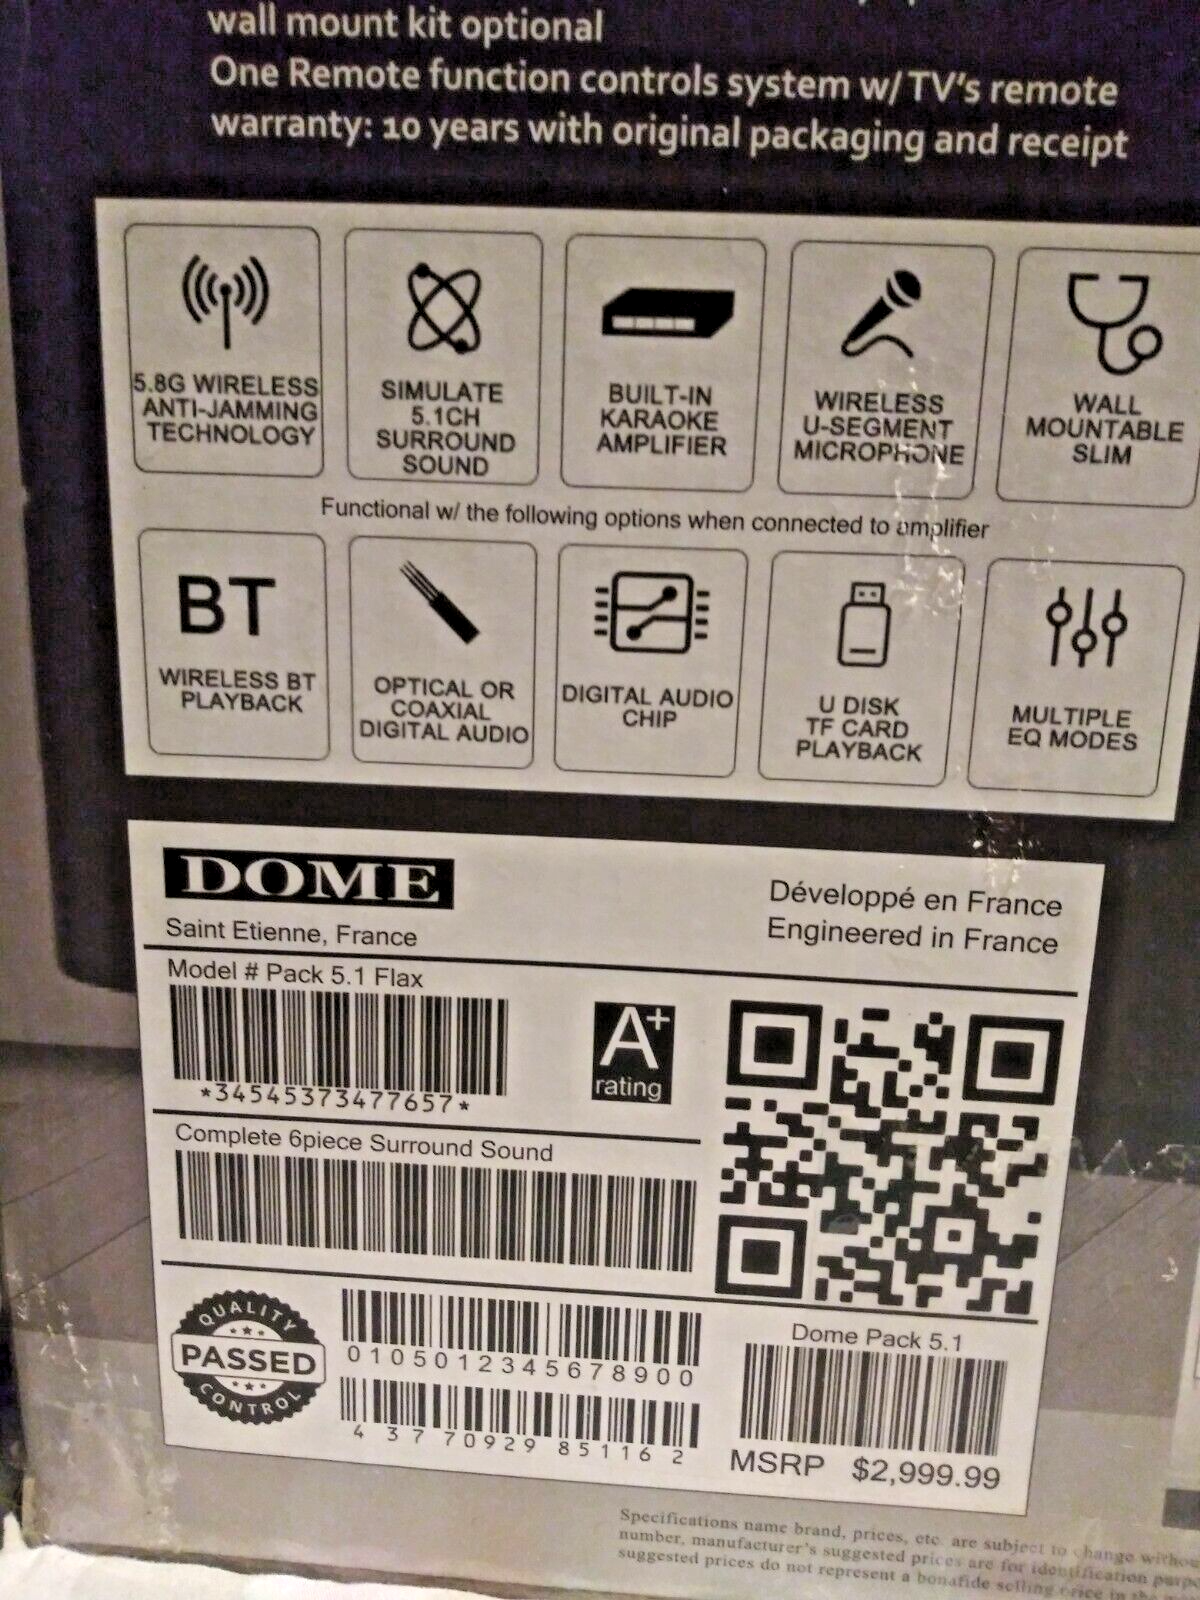 wall mount kit optional
One Remote function controls system w/ TV's remote
warranty: 10 years with original packaging and receipt
5.8G WIRELESS
ANTI-JAMMING
TECHNOLOGY
SIMULATE
5.1CH
SURROUND
SOUND
BUILT-IN
KARAOKE
AMPLIFIER
WIRELESS
U-SEGMENT
MICROPHONE
WALL
MOUNTABLE
SLIM
Functional w/ the following options when connected to amplifier
BT
WIRELESS BT
PLAYBACK
OPTICAL OR
COAXIAL
DIGITAL AUDIO
DIGITAL AUDIO
CHIP
U DISK
TF CARD
PLAYBACK
MULTIPLE
EQ MODES
DOME
Saint Etienne, France
Développé en France
Engineered in France
Model # Pack 5.1 Flax
*34545373477657*
A+
rating
Complete 6piece Surround Sound
QUALITY
PASSED
CONTROL
0105012345678900
4 37 70929 85116 2
Dome Pack 5.1
MSRP $2,999.99
Specifications name brand, prices, etc. are subject to change
number, manufacturer's suggested prices are for identification
suggested prices do not represent a bonafide selling price in the